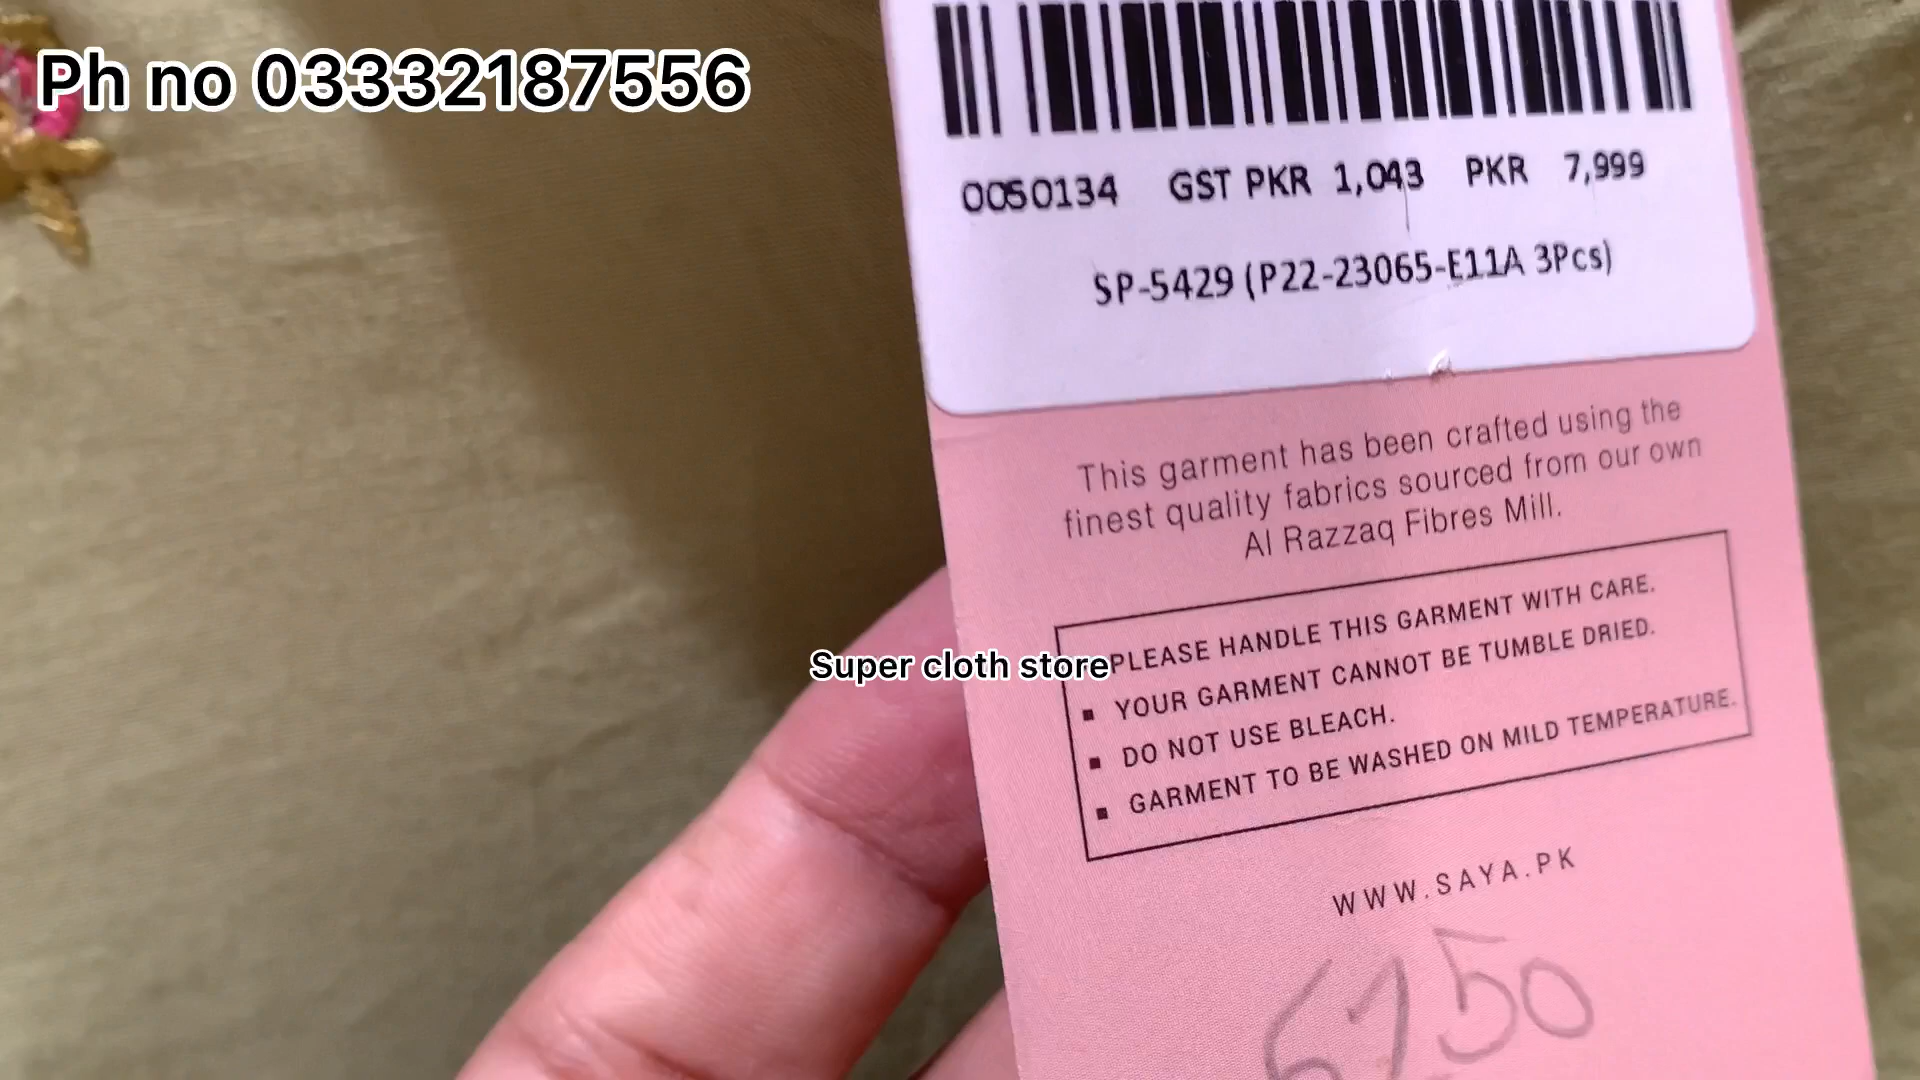 Ph no 03332187556
0050134 GST PKR 1,043 PKR 7,999
SP-5429 (P22-23065-E11A 3Pcs)
This garment has been crafted using the
finest quality fabrics sourced from our own
Al Razzaq Fibres Mill.
Super cloth store
PLEASE HANDLE THIS GARMENT WITH CARE.
▪ YOUR GARMENT CANNOT BE TUMBLE DRIED.
▪ DO NOT USE BLEACH.
▪ GARMENT TO BE WASHED ON MILD TEMPERATURE.
WWW.SAYA.PK
6750